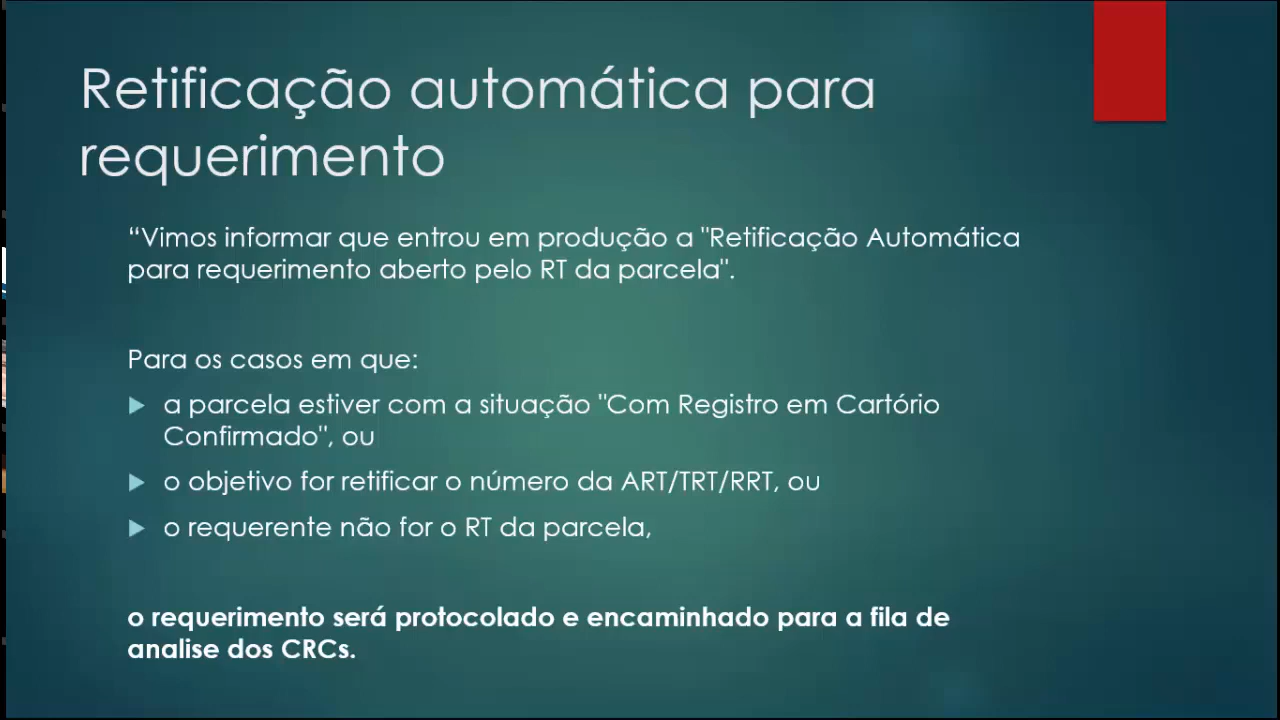 Retificação automática para
requerimento
“Vimos informar que entrou em produção a "Retificação Automática
para requerimento aberto pelo RT da parcela".
Para os casos em que:
a parcela estiver com a situação "Com Registro em Cartório
Confirmado", ou
o objetivo for retificar o número da ART/TRT/RRT, ou
o requerente não for o RT da parcela,
o requerimento será protocolado e encaminhado para a fila de
analise dos CRCs.